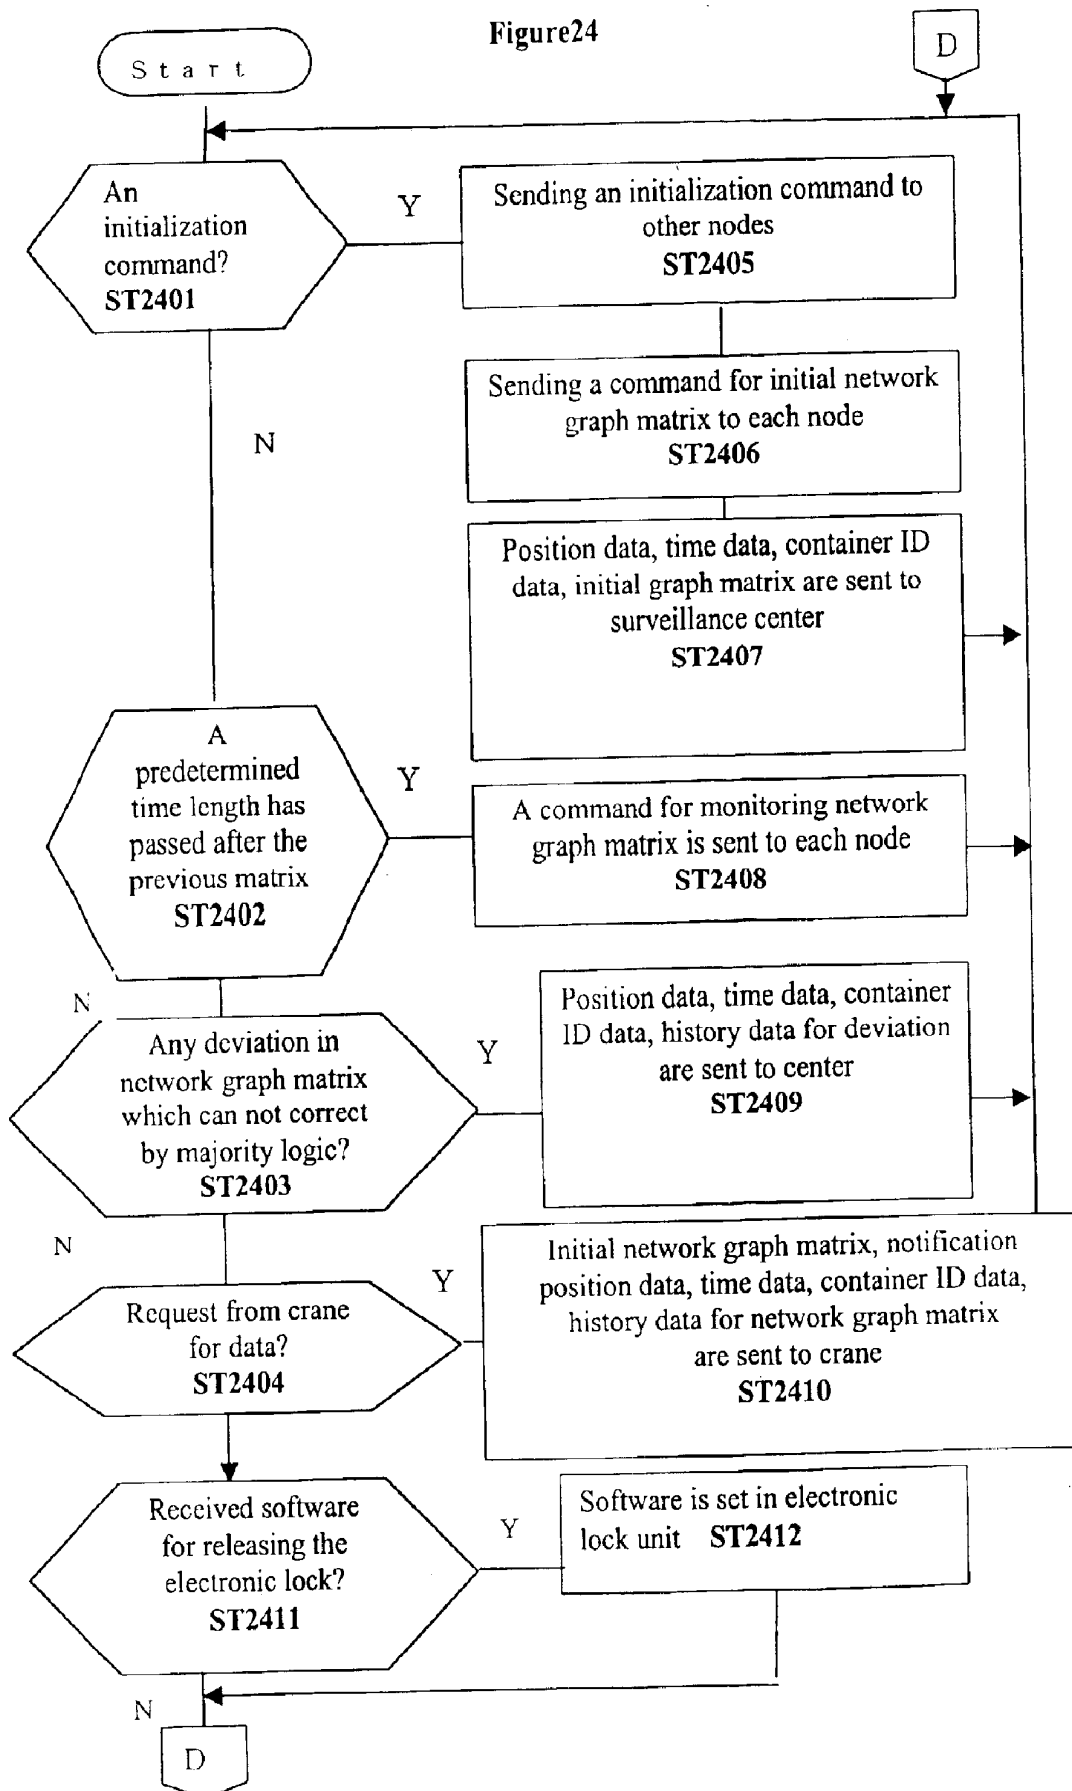 Figure24
D
Start
An
initialization
command?
ST2401
Y
Sending an initialization command to
other nodes
ST2405
N
Sending a command for initial network
graph matrix to each node
ST2406
Position data, time data, container ID
data, initial graph matrix are sent to
surveillance center
ST2407
A
predetermined
time length has
passed after the
previous matrix
ST2402
Y
A command for monitoring network
graph matrix is sent to each node
ST2408
N
Any deviation in
network graph matrix
which can not correct
by majority logic?
ST2403
Y
Position data, time data, container
ID data, history data for deviation
are sent to center
ST2409
N
Request from crane
for data?
ST2404
Y
Initial network graph matrix, notification
position data, time data, container ID data,
history data for network graph matrix
are sent to crane
ST2410
Received software
for releasing the
electronic lock?
ST2411
Y
Software is set in electronic
lock unit ST2412
N
D